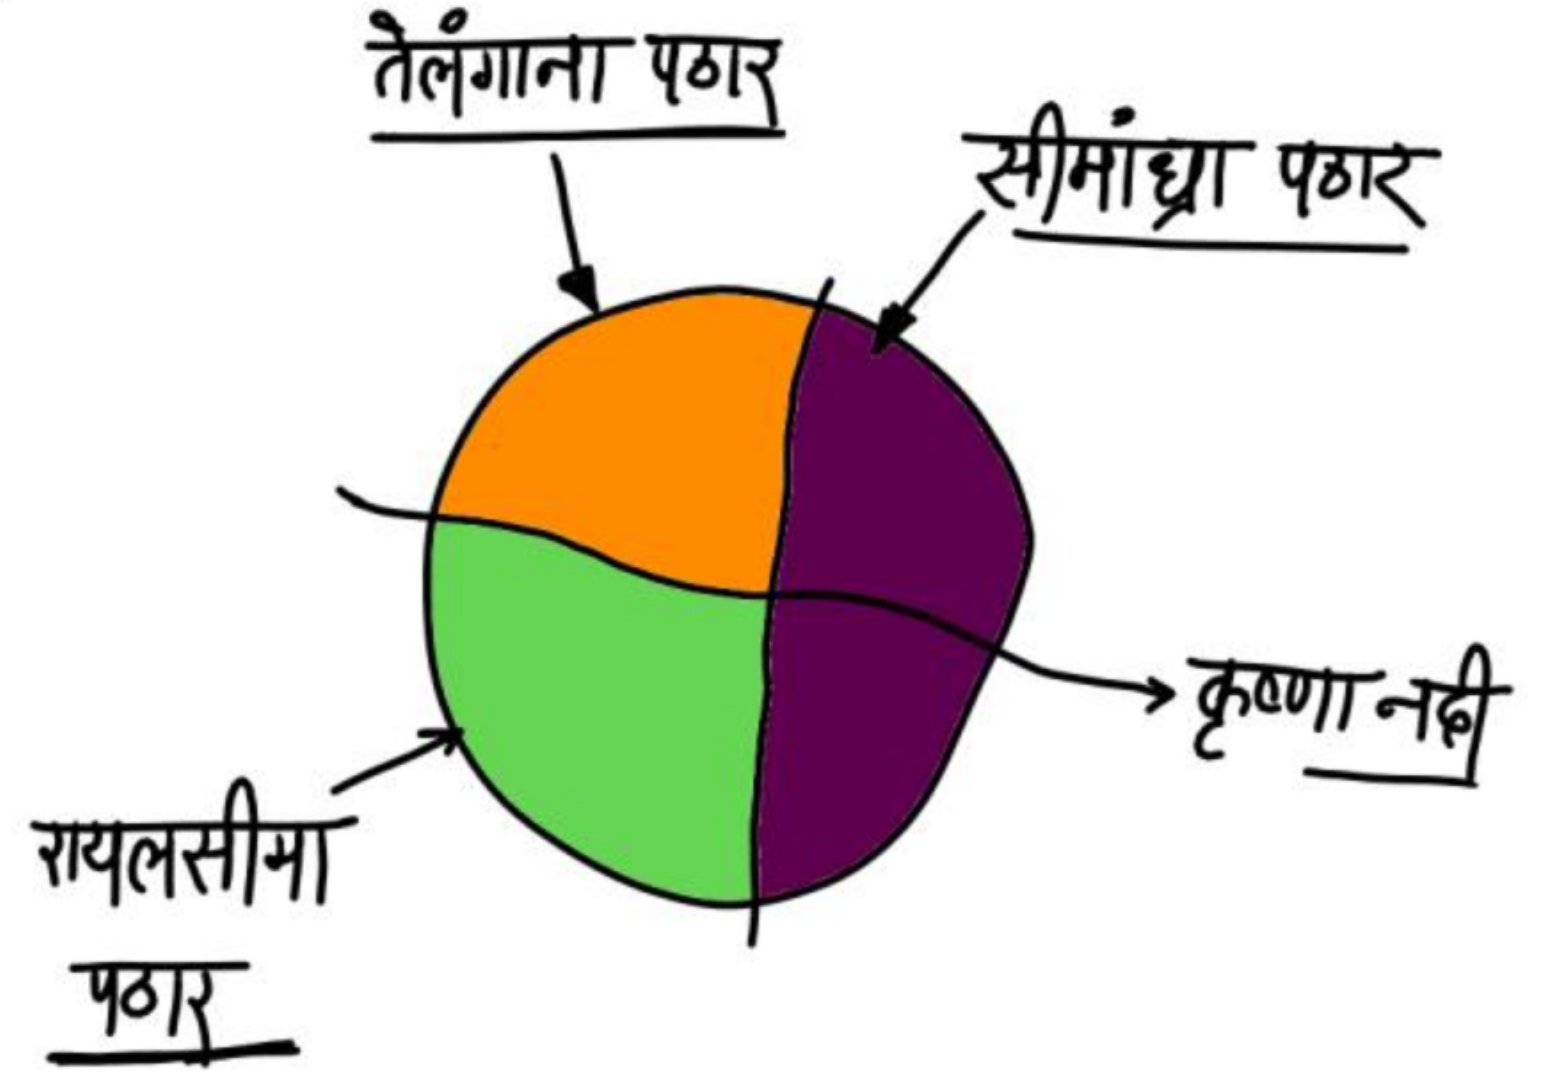 तेलंगाना पठार
सीमांध्रा पठार
कृष्णा नदी
रायलसीमा
पठार